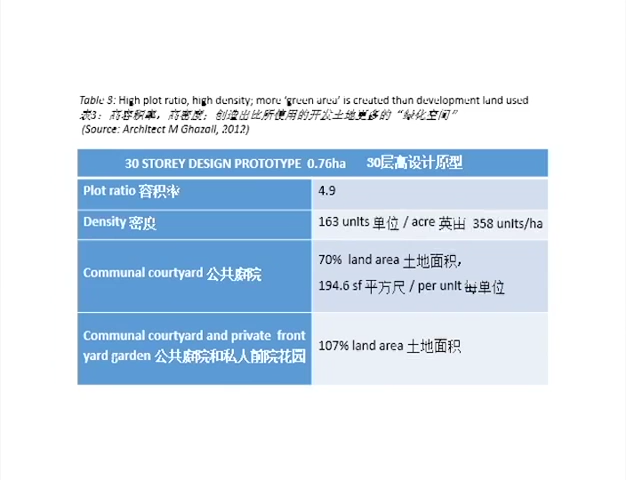 Table 3: High plot ratio, high density; more 'green area' is created than development land used
表3：高容积率，高密度；创造出比所使用的开发土地更多的“绿化空间”
(Source: Architect M Ghazali, 2012)
30 STOREY DESIGN PROTOTYPE 0.76ha 30层高设计原型
Plot ratio 容积率
4.9
Density 密度
163 units 单位 / acre 英亩 358 units/ha
Communal courtyard 公共庭院
70% land area 土地面积,
194.6 sf 平方尺 / per unit 每单位
Communal courtyard and private front
yard garden 公共庭院和私人前院花园
107% land area 土地面积